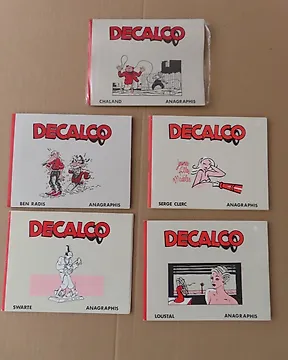 DECALCO
CHALAND ANAGRAPHIS
DECALCO
BEN RADIS ANAGRAPHIS
DECALCO
SERGE CLERC ANAGRAPHIS
DECALCO
SWARTE ANAGRAPHIS
DECALCO
LOUSTAL ANAGRAPHIS